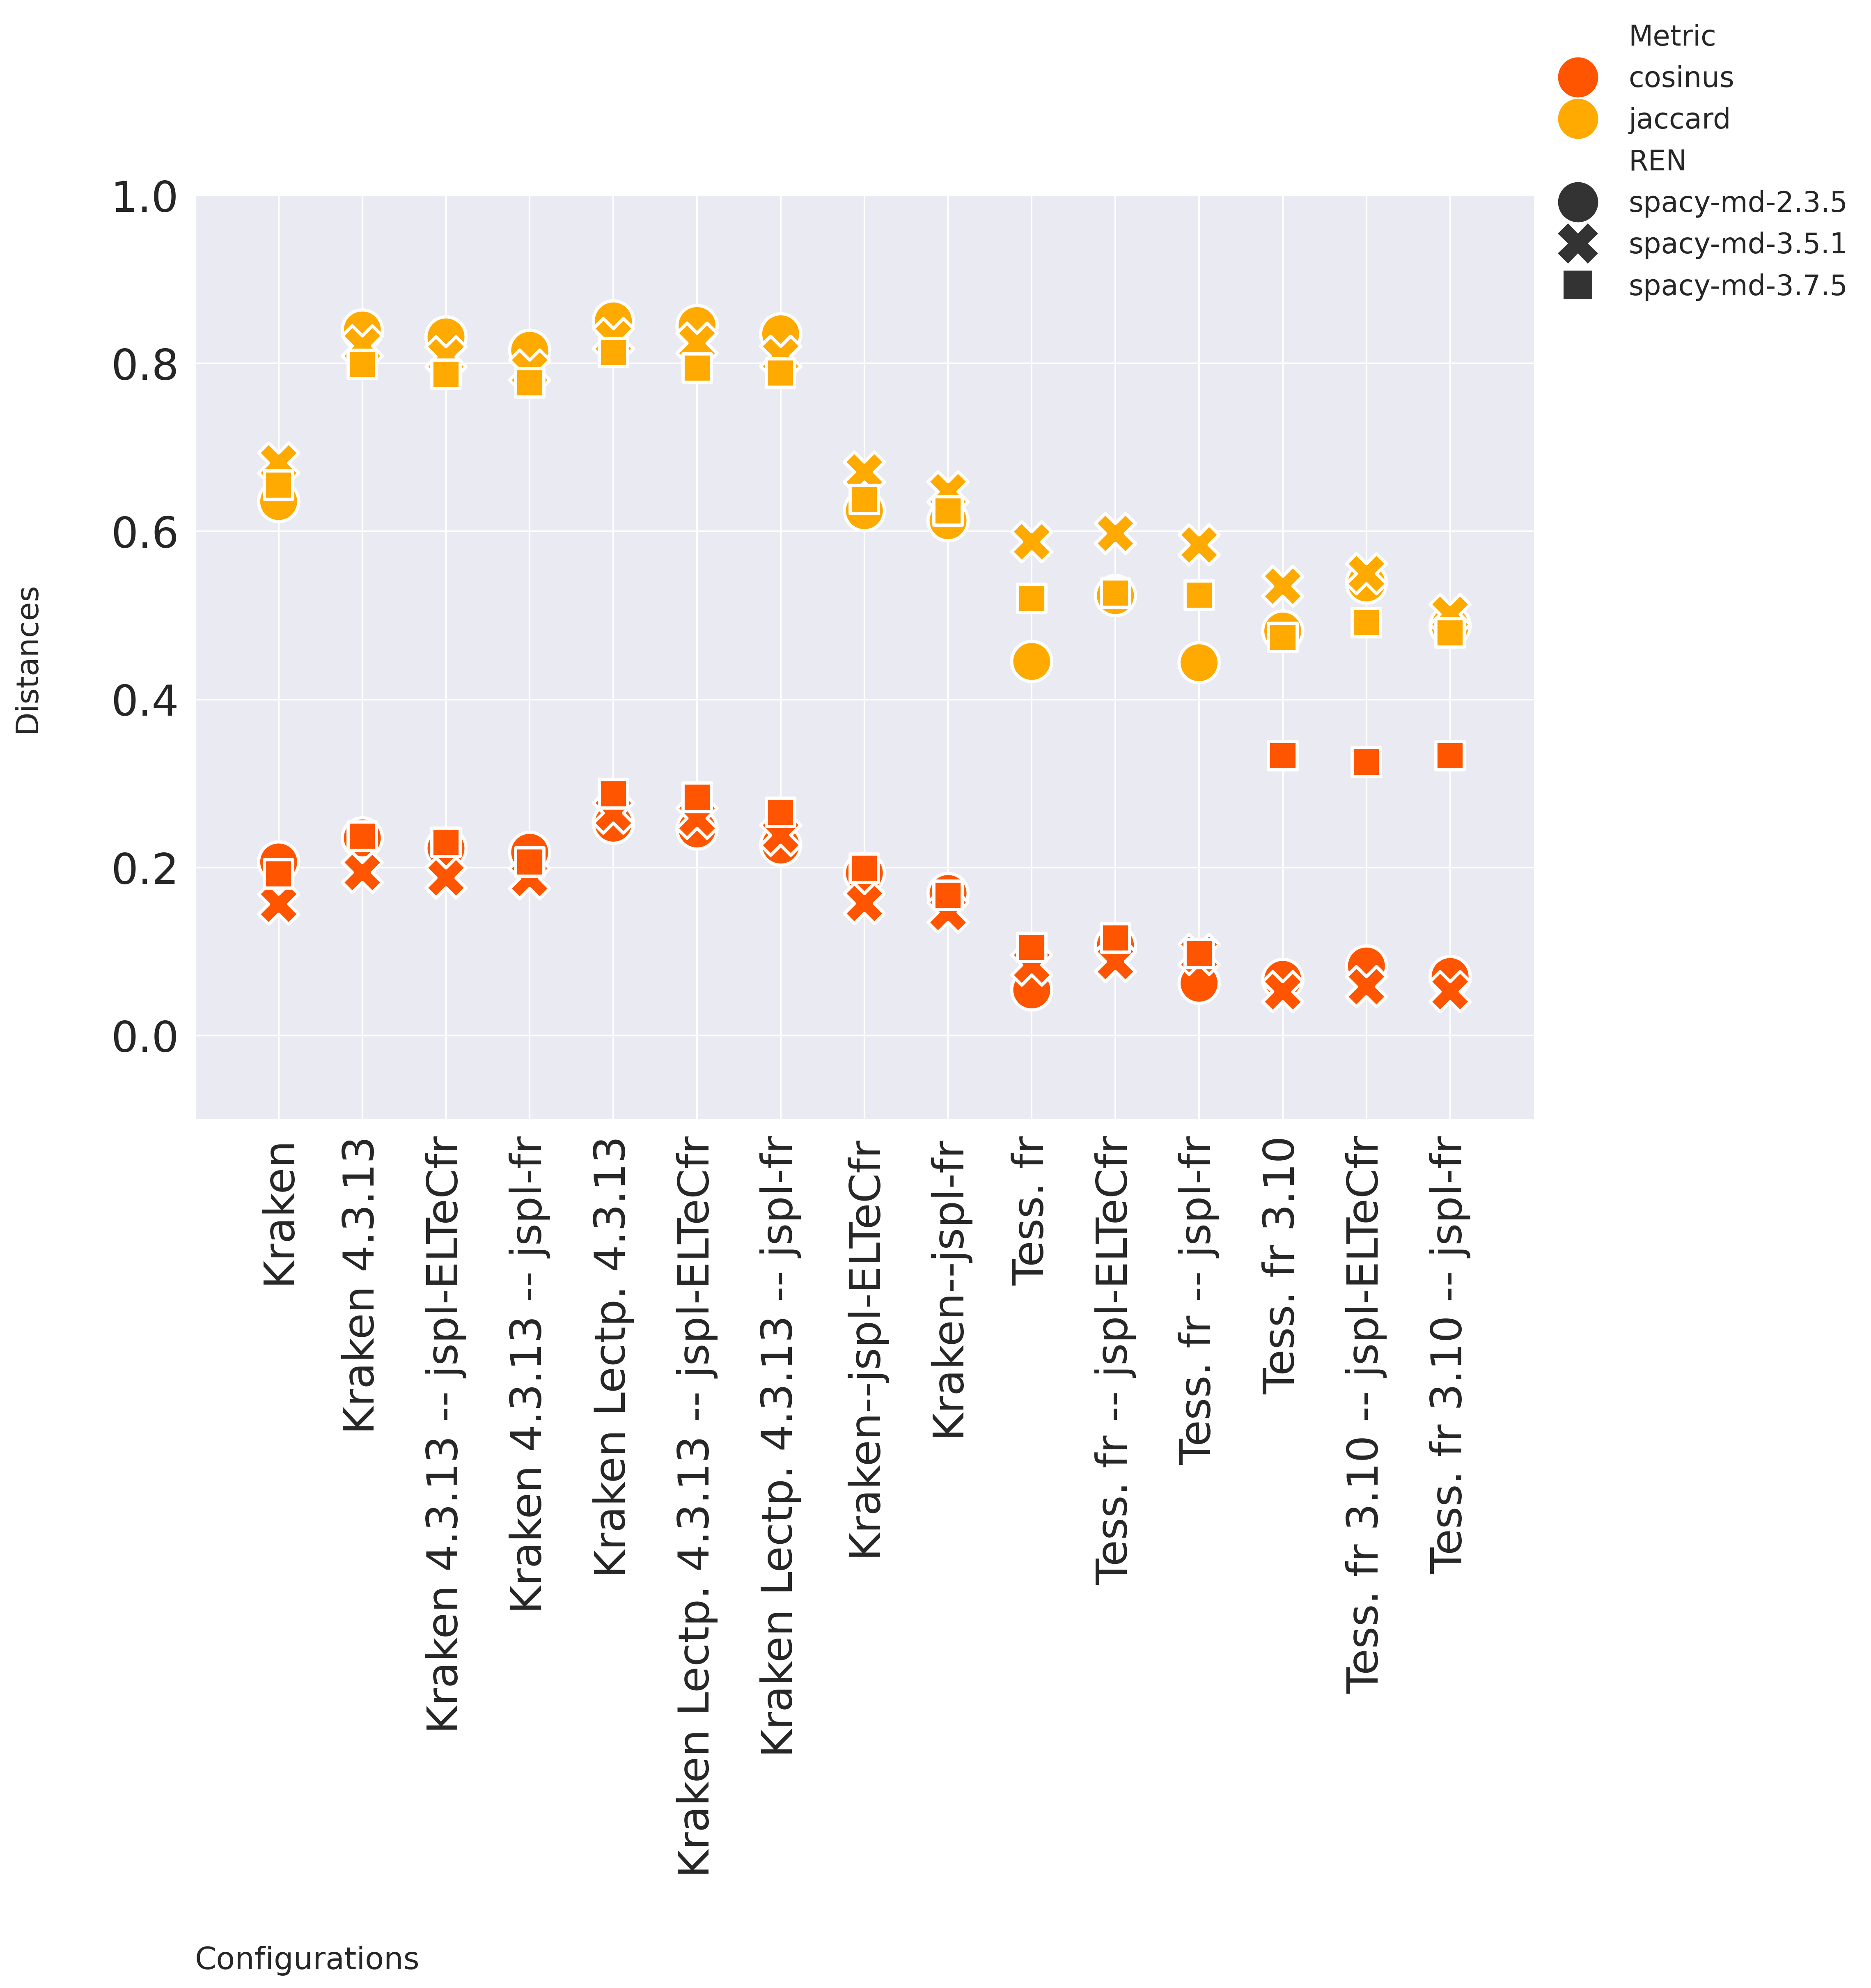 Metric
cosinus
jaccard
REN
spacy-md-2.3.5
spacy-md-3.5.1
spacy-md-3.7.5
1.0
0.8
0.6
0.4
0.2
0.0
Distances
Kraken
Kraken 4.3.13
Kraken 4.3.13 -- jspl-ELTeCfr
Kraken 4.3.13 -- jspl-fr
Kraken Lectp. 4.3.13
Kraken Lectp. 4.3.13 -- jspl-ELTeCfr
Kraken Lectp. 4.3.13 -- jspl-fr
Kraken--jspl-ELTeCfr
Kraken--jspl-fr
Tess. fr
Tess. fr -- jspl-ELTeCfr
Tess. fr -- jspl-fr
Tess. fr 3.10
Tess. fr 3.10 -- jspl-ELTeCfr
Tess. fr 3.10 -- jspl-fr
Configurations